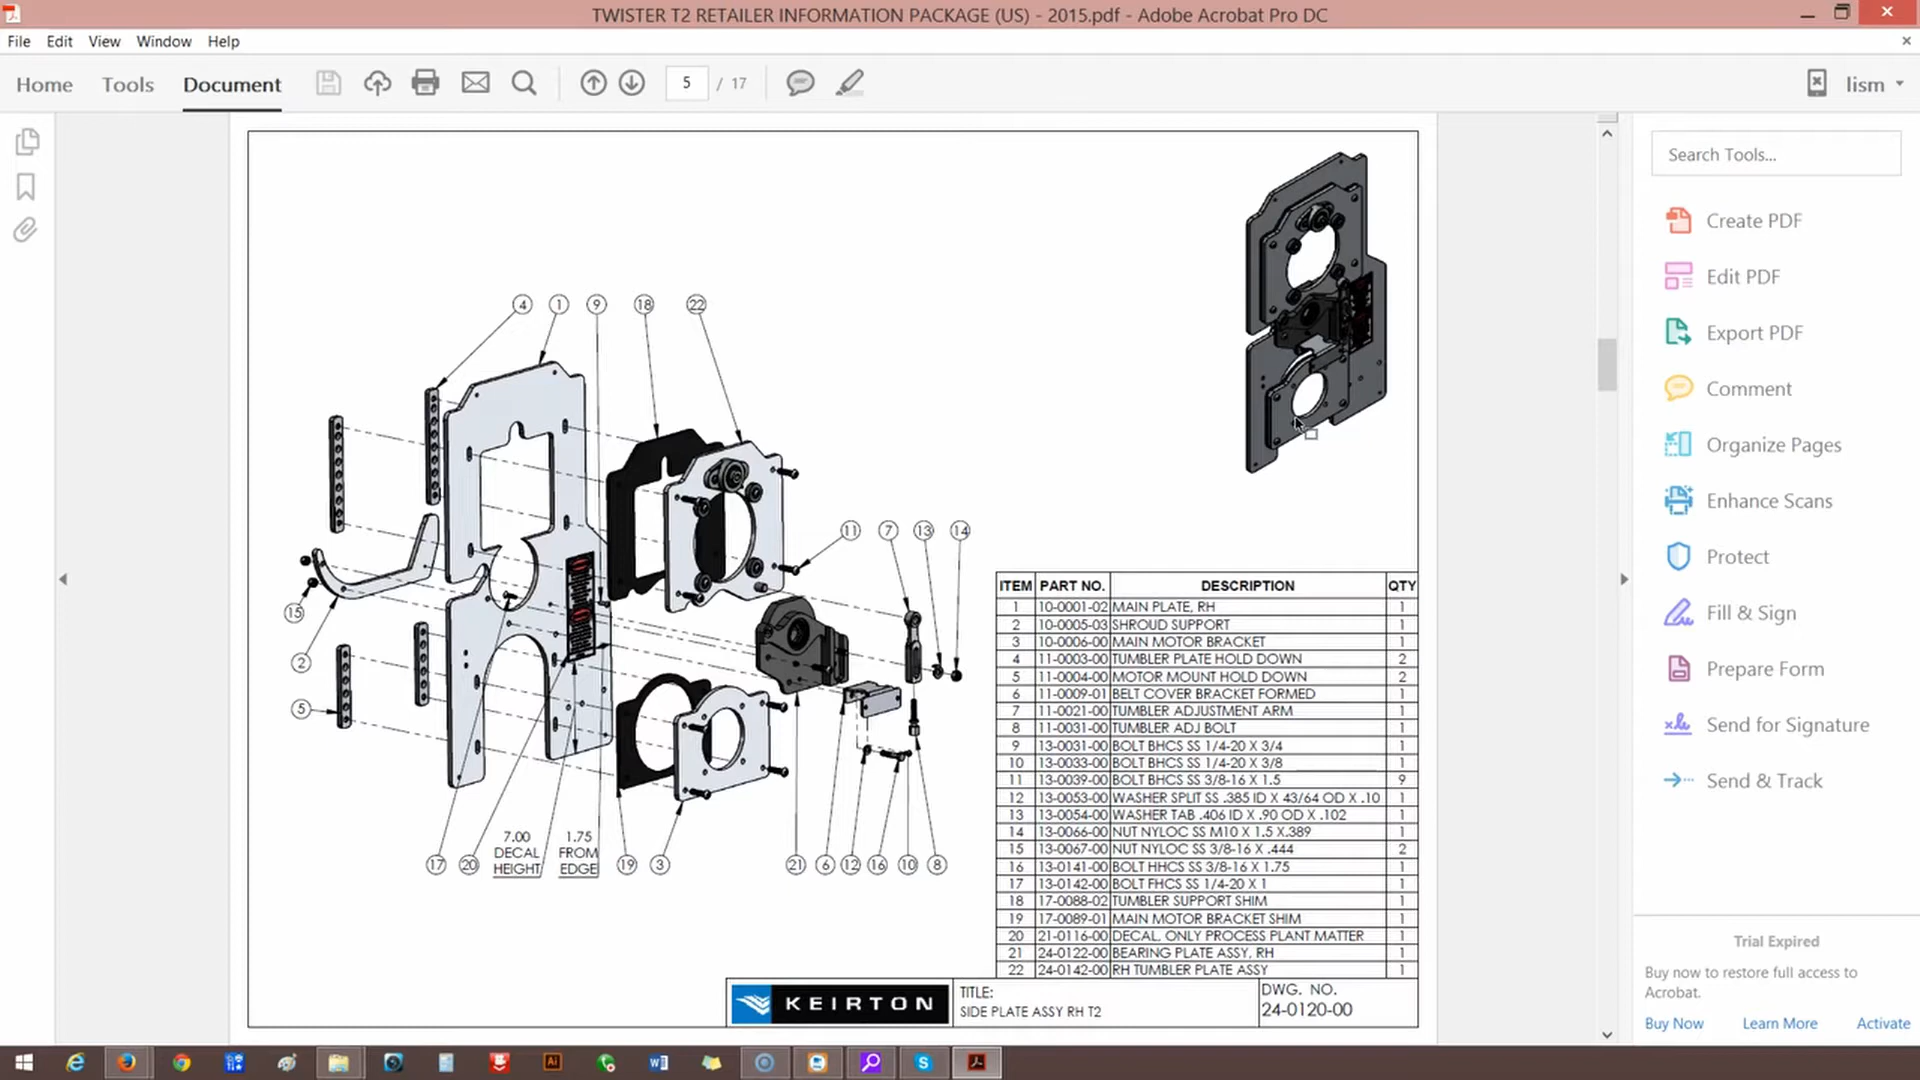 TWISTER T2 RETAILER INFORMATION PACKAGE (US) - 2015.pdf - Adobe Acrobat Pro DC
File Edit View Window Help
Home Tools Document 5 / 17 lism
Search Tools...
Create PDF
Edit PDF
Export PDF
Comment
Organize Pages
Enhance Scans
Protect
Fill & Sign
Prepare Form
Send for Signature
Send & Track
Trial Expired
Buy now to restore full access to
Acrobat.
Buy Now Learn More Activate
4 1 9 18 22
11 7 13 14
15
2
5
7.00
DECAL
HEIGHT
1.75
FROM
EDGE
17 20 19 3 21 6 12 16 10 8
ITEM PART NO. DESCRIPTION QTY
1 10-0001-02 MAIN PLATE, RH 1
2 10-0005-03 SHROUD SUPPORT 1
3 10-0006-00 MAIN MOTOR BRACKET 1
4 11-0003-00 TUMBLER PLATE HOLD DOWN 2
5 11-0004-00 MOTOR MOUNT HOLD DOWN 2
6 11-0009-01 BELT COVER BRACKET FORMED 1
7 11-0021-00 TUMBLER ADJUSTMENT ARM 1
8 11-0031-00 TUMBLER ADJ BOLT 1
9 13-0031-00 BOLT BHCS SS 1/4-20 X 3/4 1
10 13-0033-00 BOLT BHCS SS 1/4-20 X 3/8 1
11 13-0039-00 BOLT BHCS SS 3/8-16 X 1.5 9
12 13-0053-00 WASHER SPLIT SS .385 ID X 43/64 OD X .10 1
13 13-0054-00 WASHER TAB .406 ID X .90 OD X .102 1
14 13-0066-00 NUT NYLOC SS M10 X 1.5 X.389 1
15 13-0067-00 NUT NYLOC SS 3/8-16 X .444 2
16 13-0141-00 BOLT HHCS SS 3/8-16 X 1.75 1
17 13-0142-00 BOLT FHCS SS 1/4-20 X 1 1
18 17-0088-02 TUMBLER SUPPORT SHIM 1
19 17-0089-01 MAIN MOTOR BRACKET SHIM 1
20 21-0116-00 DECAL, ONLY PROCESS PLANT MATTER 1
21 24-0122-00 BEARING PLATE ASSY, RH 1
22 24-0142-00 RH TUMBLER PLATE ASSY 1
KEIRTON
TITLE:
SIDE PLATE ASSY RH T2
DWG. NO.
24-0120-00